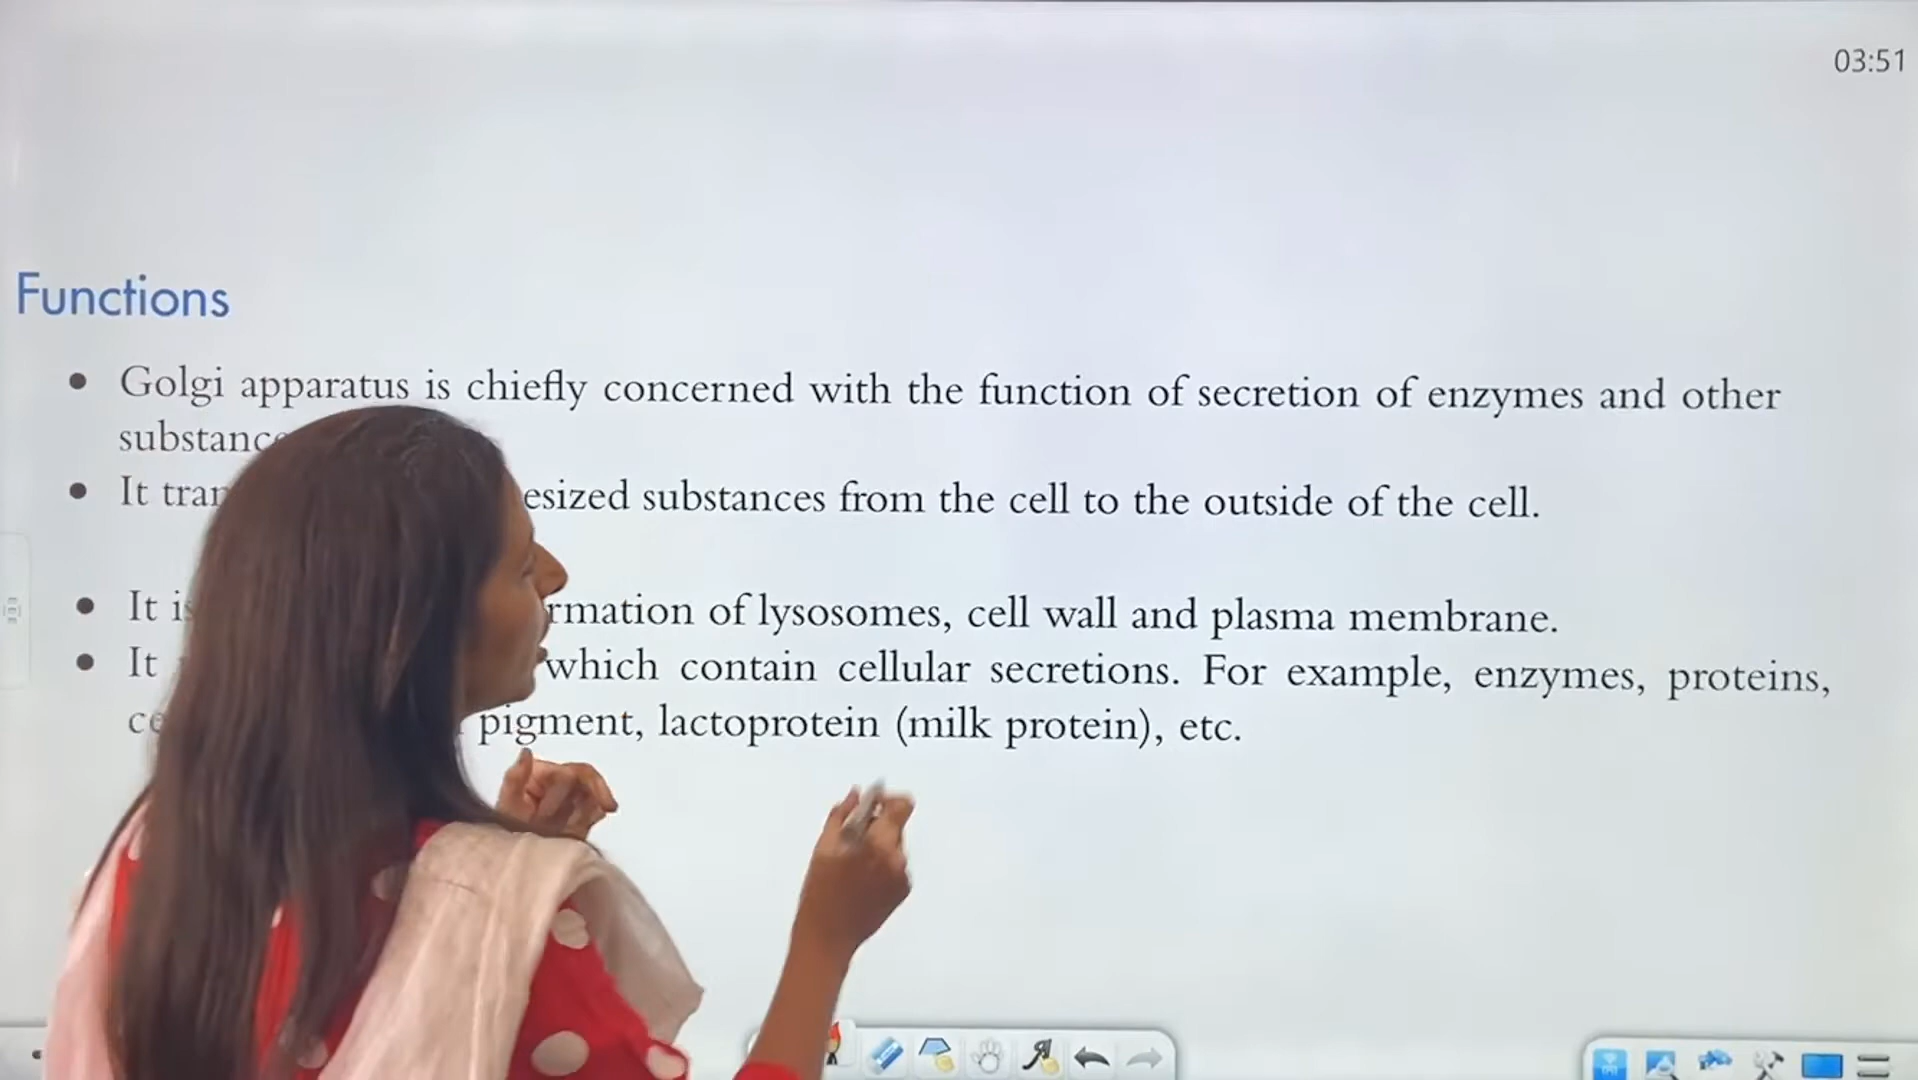 03:51
Functions
• Golgi apparatus is chiefly concerned with the function of secretion of enzymes and other
• It esized substances from the cell to the outside of the cell.
• It rmation of lysosomes, cell wall and plasma membrane.
• It which contain cellular secretions. For example, enzymes, proteins,
pigment, lactoprotein (milk protein), etc.